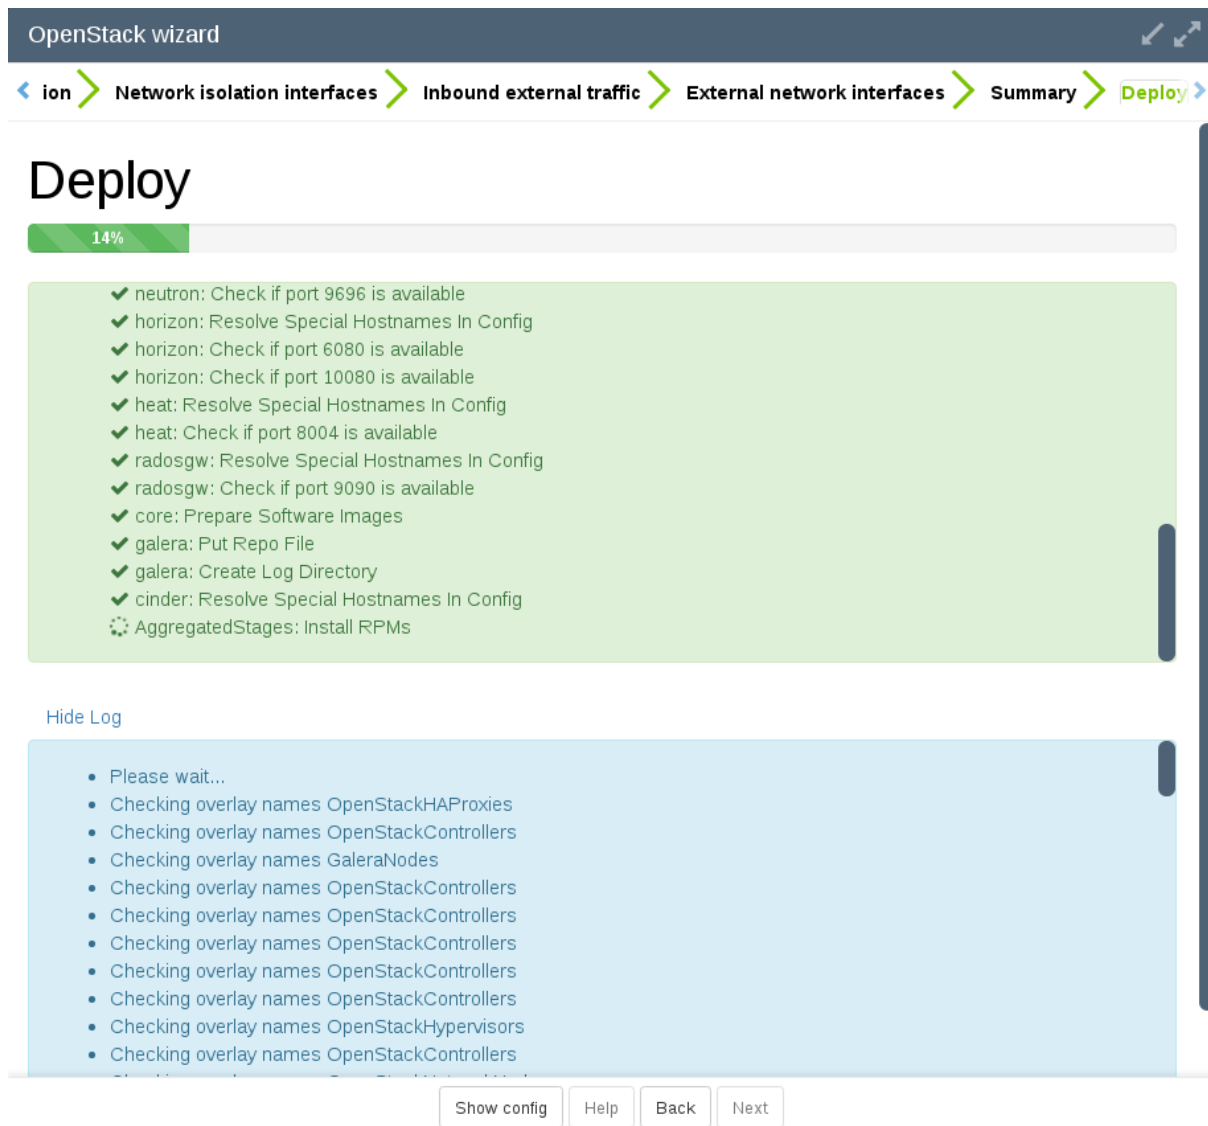 OpenStack wizard
ion Network isolation interfaces Inbound external traffic External network interfaces Summary Deploy
Deploy
14%
neutron: Check if port 9696 is available
horizon: Resolve Special Hostnames In Config
horizon: Check if port 6080 is available
horizon: Check if port 10080 is available
heat: Resolve Special Hostnames In Config
heat: Check if port 8004 is available
radosgw: Resolve Special Hostnames In Config
radosgw: Check if port 9090 is available
core: Prepare Software Images
galera: Put Repo File
galera: Create Log Directory
cinder: Resolve Special Hostnames In Config
AggregatedStages: Install RPMs
Hide Log
Please wait...
Checking overlay names OpenStackHAProxies
Checking overlay names OpenStackControllers
Checking overlay names GaleraNodes
Checking overlay names OpenStackControllers
Checking overlay names OpenStackControllers
Checking overlay names OpenStackControllers
Checking overlay names OpenStackControllers
Checking overlay names OpenStackControllers
Checking overlay names OpenStackHypervisors
Checking overlay names OpenStackControllers
Show config Help Back Next